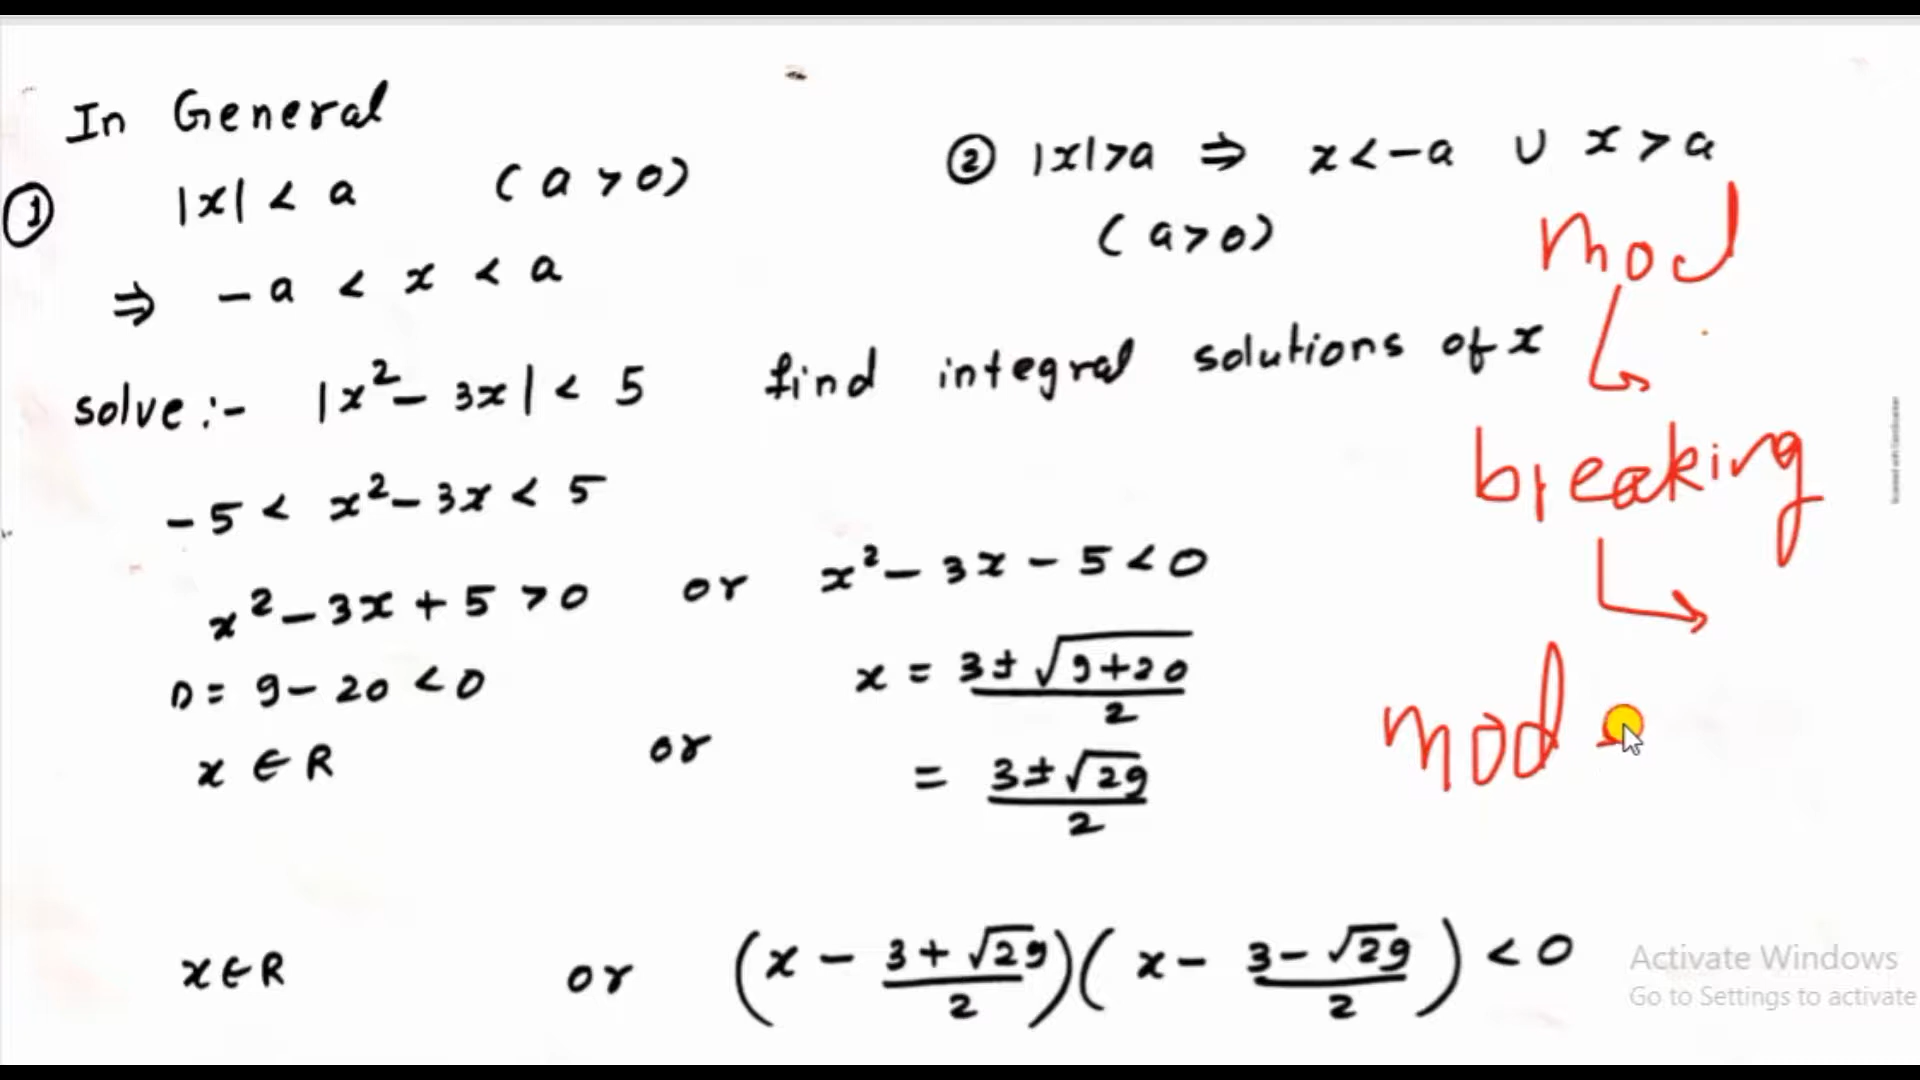 In General
① |x| < a (a > 0)
⇒ -a < x < a
② |x| > a ⇒ x < -a ∪ x > a
(a > 0)
mod
solve :- |x² - 3x| < 5 find integral solutions of x
breaking
-5 < x² - 3x < 5
x² - 3x + 5 > 0 or x² - 3x - 5 < 0
D = 9 - 20 < 0 x = (3 ± √(9+20))/2
mod
x ∈ R or = (3 ± √29)/2
x ∈ R or (x - (3 + √29)/2)(x - (3 - √29)/2) < 0
Activate Windows
Go to Settings to activate